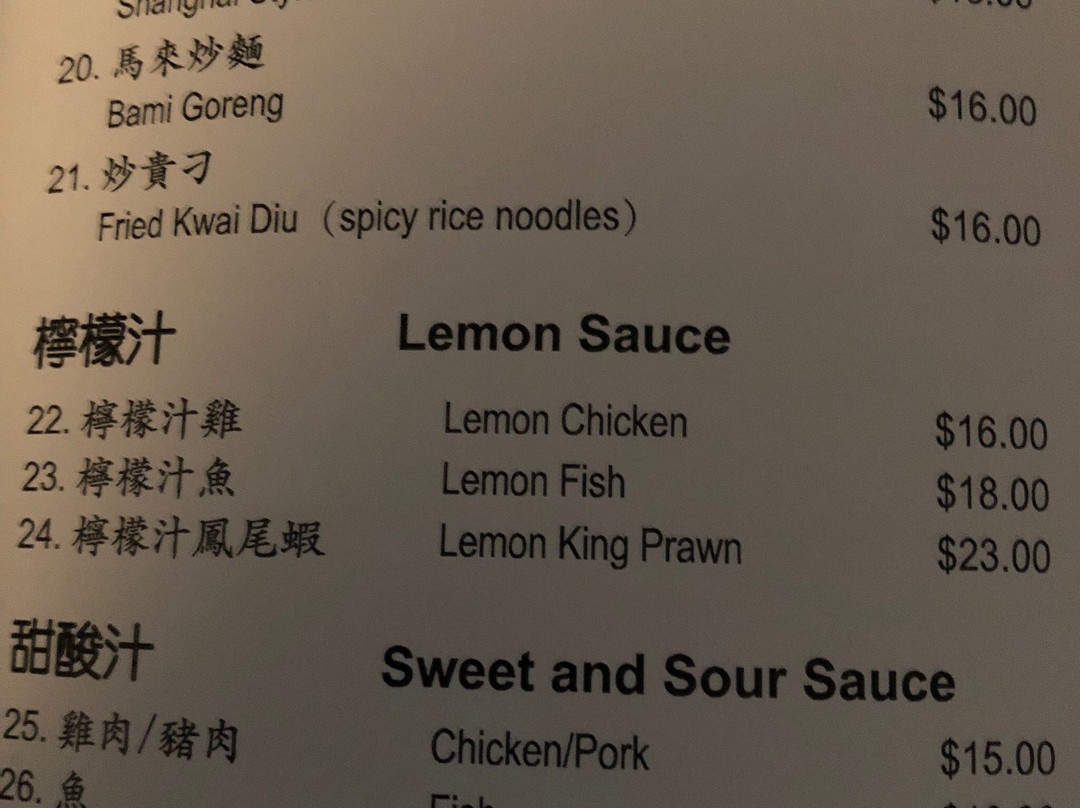 Shanghai
20. 馬來炒麵
Bami Goreng $16.00
21. 炒貴刁
Fried Kwai Diu (spicy rice noodles) $16.00
檸檬汁 Lemon Sauce
22. 檸檬汁雞 Lemon Chicken $16.00
23. 檸檬汁魚 Lemon Fish $18.00
24. 檸檬汁鳳尾蝦 Lemon King Prawn $23.00
甜酸汁 Sweet and Sour Sauce
25. 雞肉/豬肉 Chicken/Pork $15.00
26. 魚 Fish